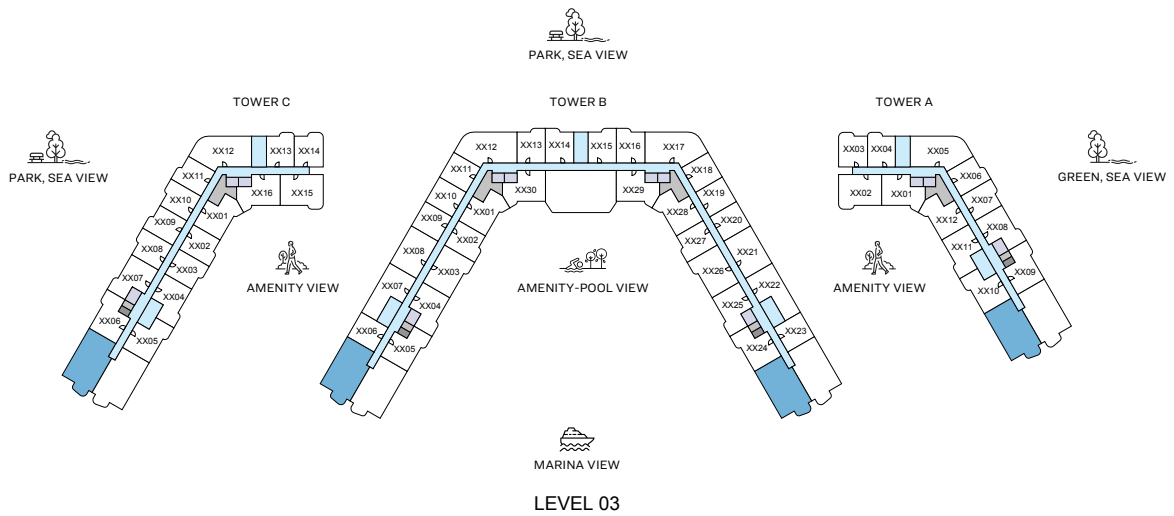 PARK, SEA VIEW
TOWER C
TOWER B
TOWER A
PARK, SEA VIEW
GREEN, SEA VIEW
XX12
XX13
XX14
XX11
XX10
XX09
XX08
XX07
XX06
XX01
XX16
XX15
XX02
XX03
XX04
XX05
XX12
XX13
XX14
XX15
XX16
XX17
XX11
XX10
XX09
XX08
XX07
XX06
XX30
XX01
XX02
XX03
XX04
XX05
XX29
XX28
XX27
XX26
XX25
XX24
XX18
XX19
XX20
XX21
XX22
XX23
XX03
XX04
XX05
XX02
XX01
XX06
XX07
XX08
XX09
XX12
XX11
XX10
AMENITY VIEW
AMENITY-POOL VIEW
AMENITY VIEW
MARINA VIEW
LEVEL 03